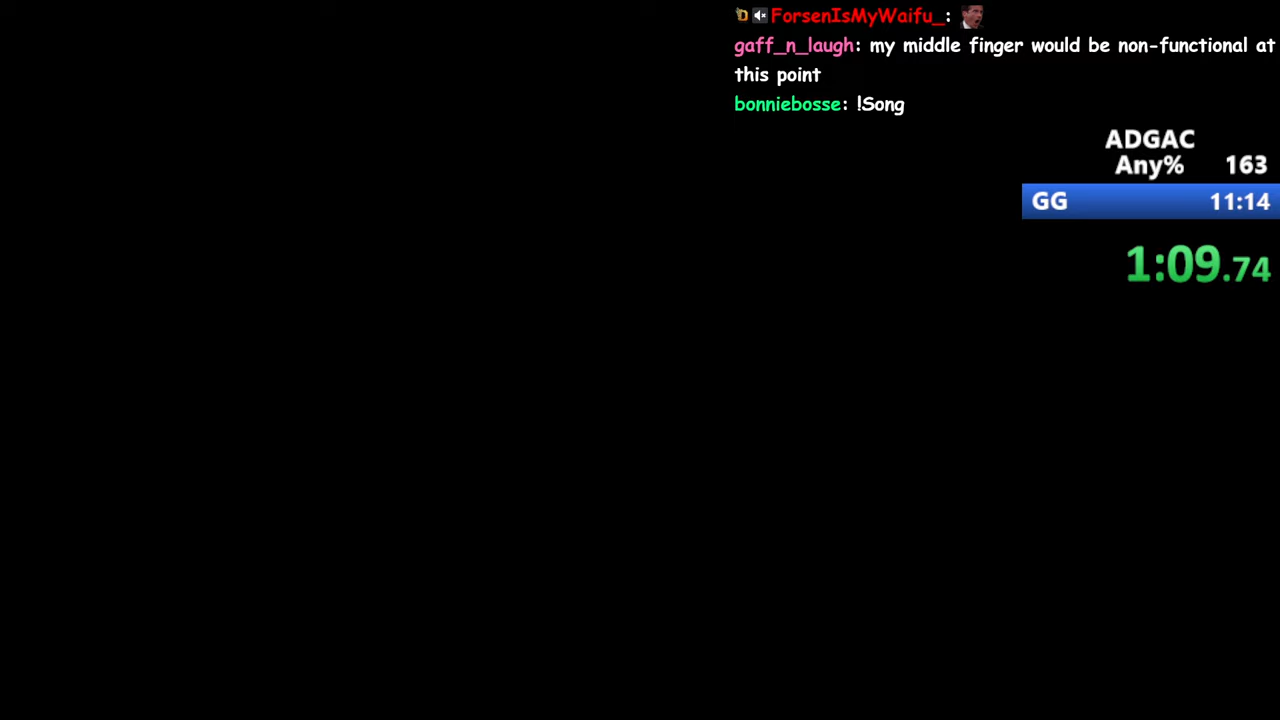 ForsenIsMyWaifu_:
gaff_n_laugh: my middle finger would be non-functional at
this point
bonniebosse: !Song
ADGAC
Any% 163
GG 11:14
1:09.74